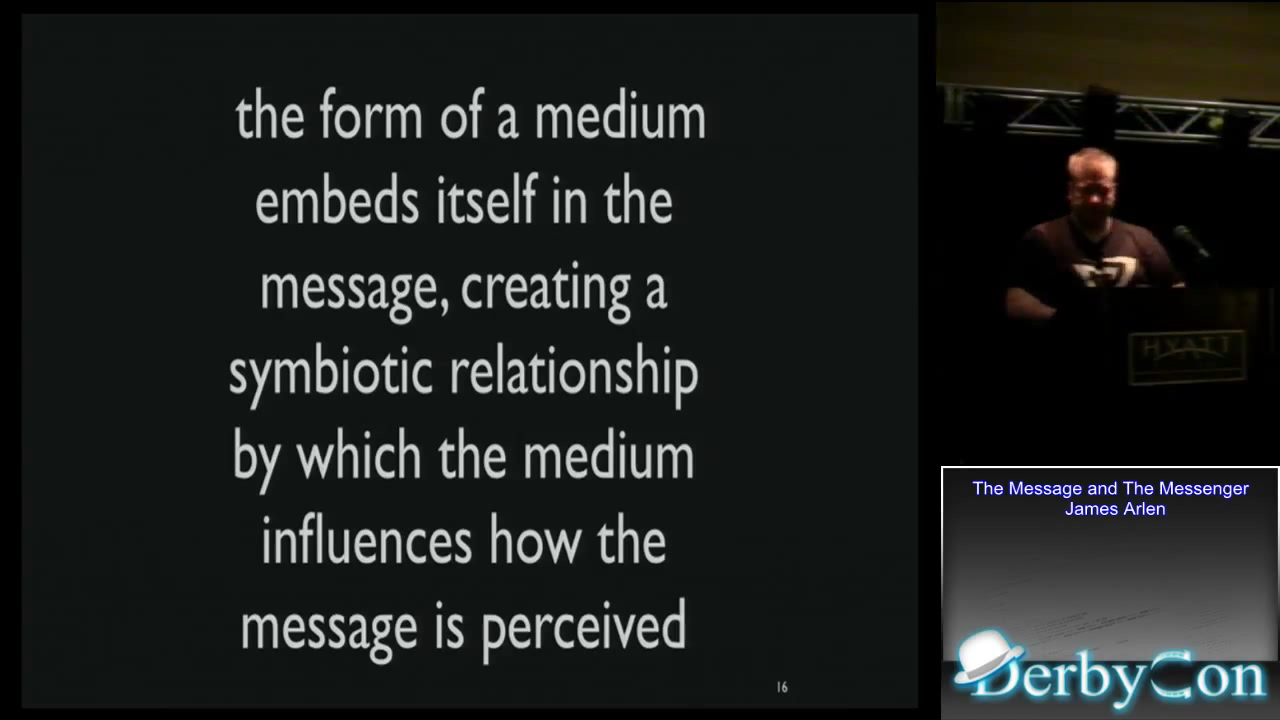 the form of a medium
embeds itself in the
message, creating a
symbiotic relationship
by which the medium
influences how the
message is perceived
16
HYATT
The Message and The Messenger
James Arlen
DerbyCon